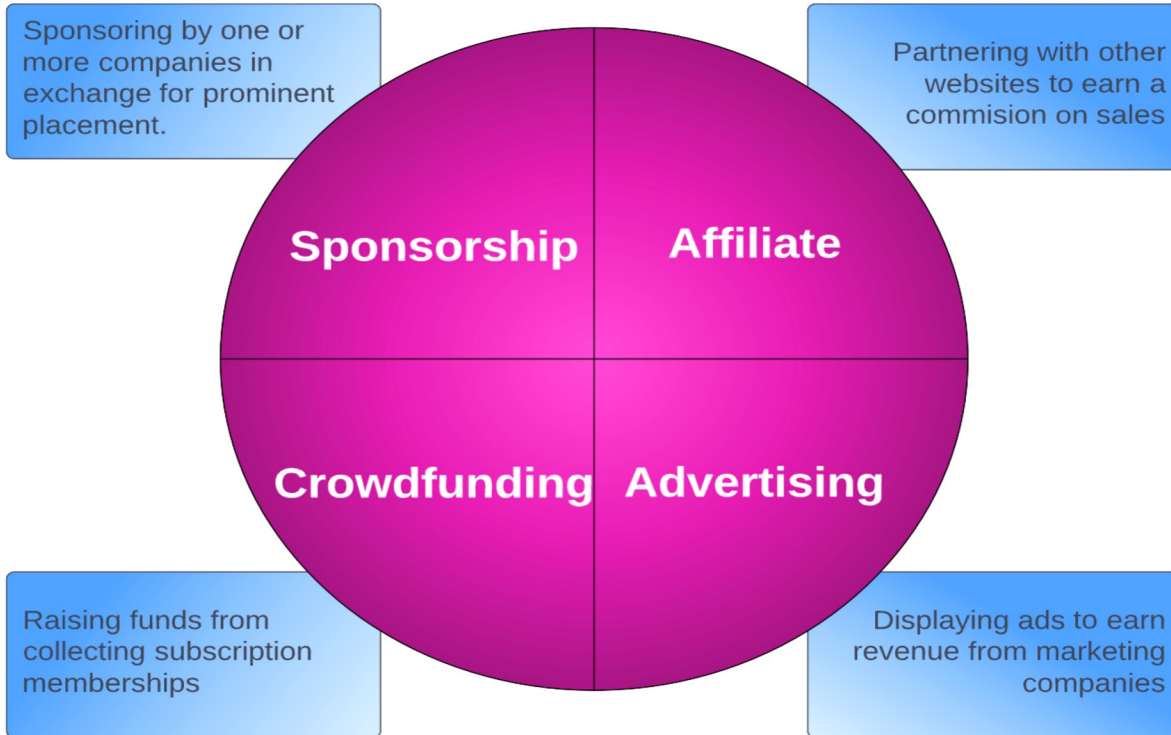 Sponsoring by one or
more companies in
exchange for prominent
placement.
Partnering with other
websites to earn a
commision on sales
Sponsorship
Affiliate
Crowdfunding
Advertising
Raising funds from
collecting subscription
memberships
Displaying ads to earn
revenue from marketing
companies